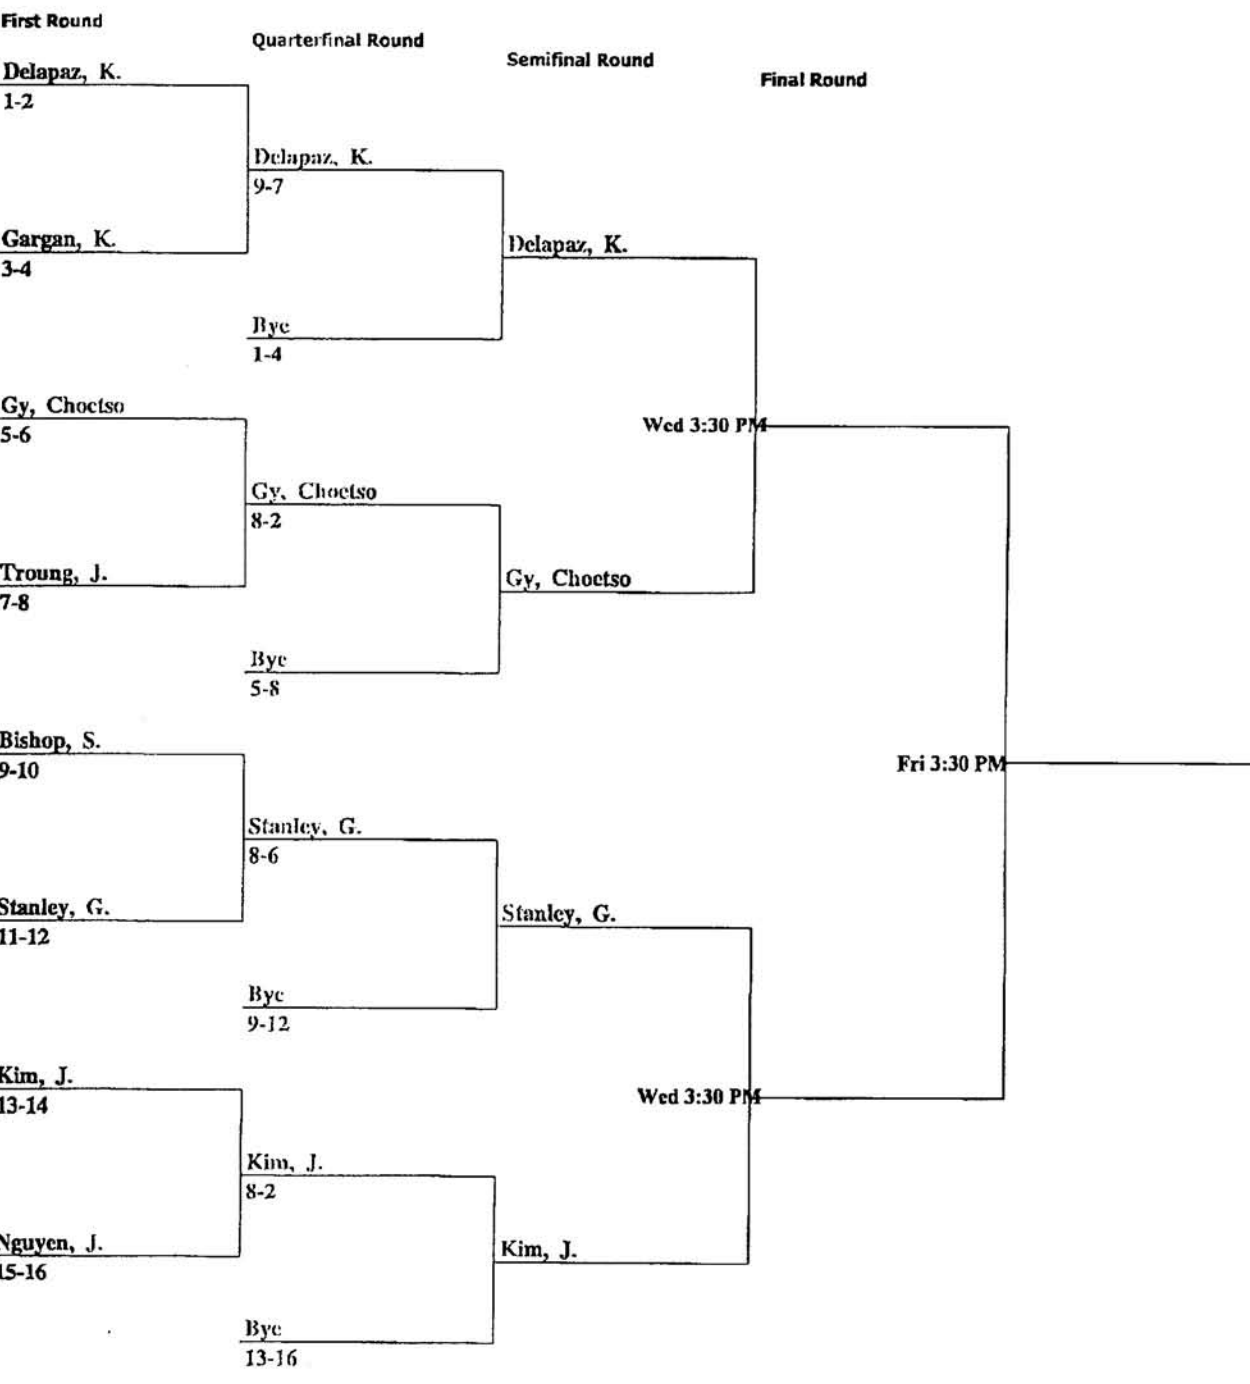 First Round
Quarterfinal Round
Semifinal Round
Final Round
Delapaz, K.
1-2
Delapaz, K.
9-7
Gargan, K.
3-4
Delapaz, K.
Bye
1-4
Gy, Choetso
5-6
Wed 3:30 PM
Gy, Choetso
8-2
Troung, J.
7-8
Gy, Choetso
Bye
5-8
Bishop, S.
9-10
Fri 3:30 PM
Stanley, G.
8-6
Stanley, G.
11-12
Stanley, G.
Bye
9-12
Kim, J.
13-14
Wed 3:30 PM
Kim, J.
8-2
Nguyen, J.
15-16
Kim, J.
Bye
13-16